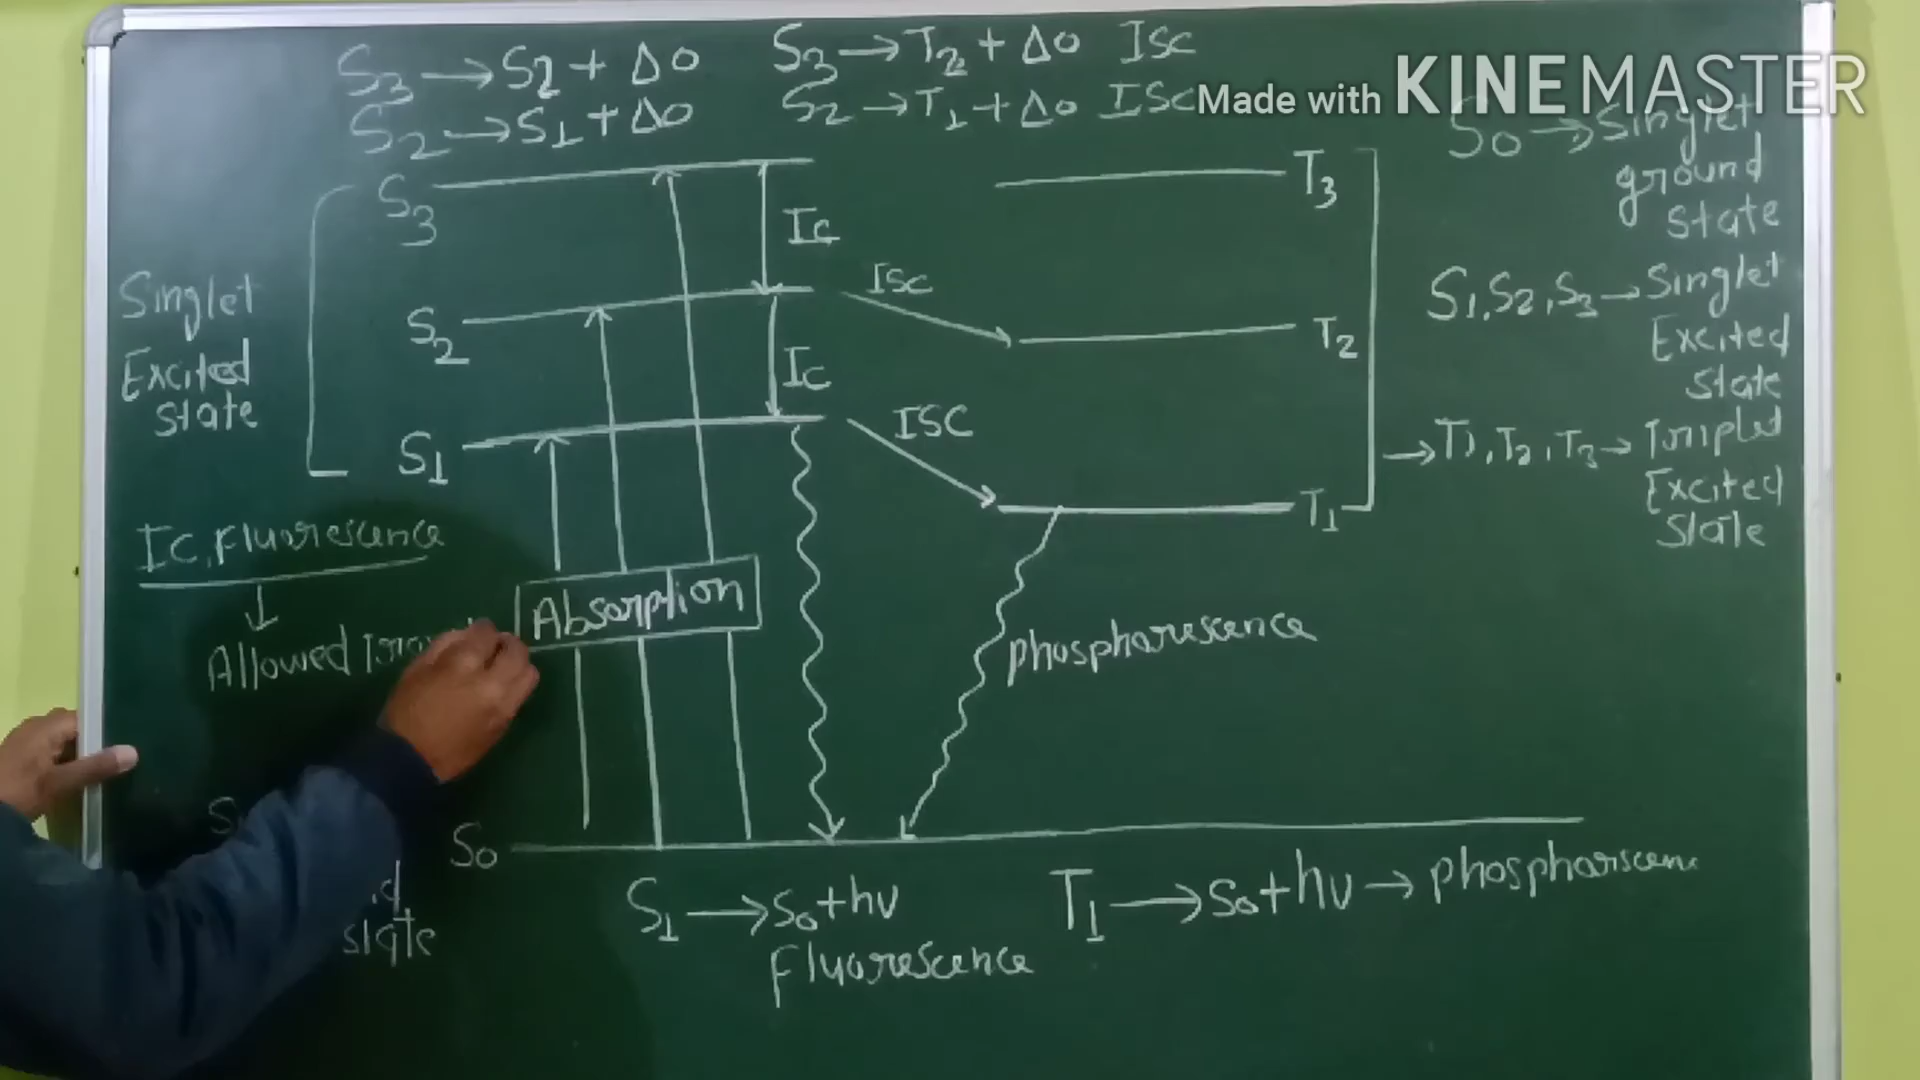 S3 → S2 + Δ0
S2 → S1 + Δ0
S3 → T2 + Δ0 ISC
S2 → T1 + Δ0 ISC
Made with KINEMASTER
S0 → Singlet
ground
state
S1, S2, S3 → Singlet
Excited
state
→ T1, T2, T3 → Triplet
Excited
state
Singlet
Excited
state
S3
S2
S1
IC
IC
ISC
ISC
T3
T2
T1
IC, Fluorescence
↓
Allowed
Absorption
phosphorescence
S0
state
S1 → S0 + hν
Fluorescence
T1 → S0 + hν → phosphorscenc